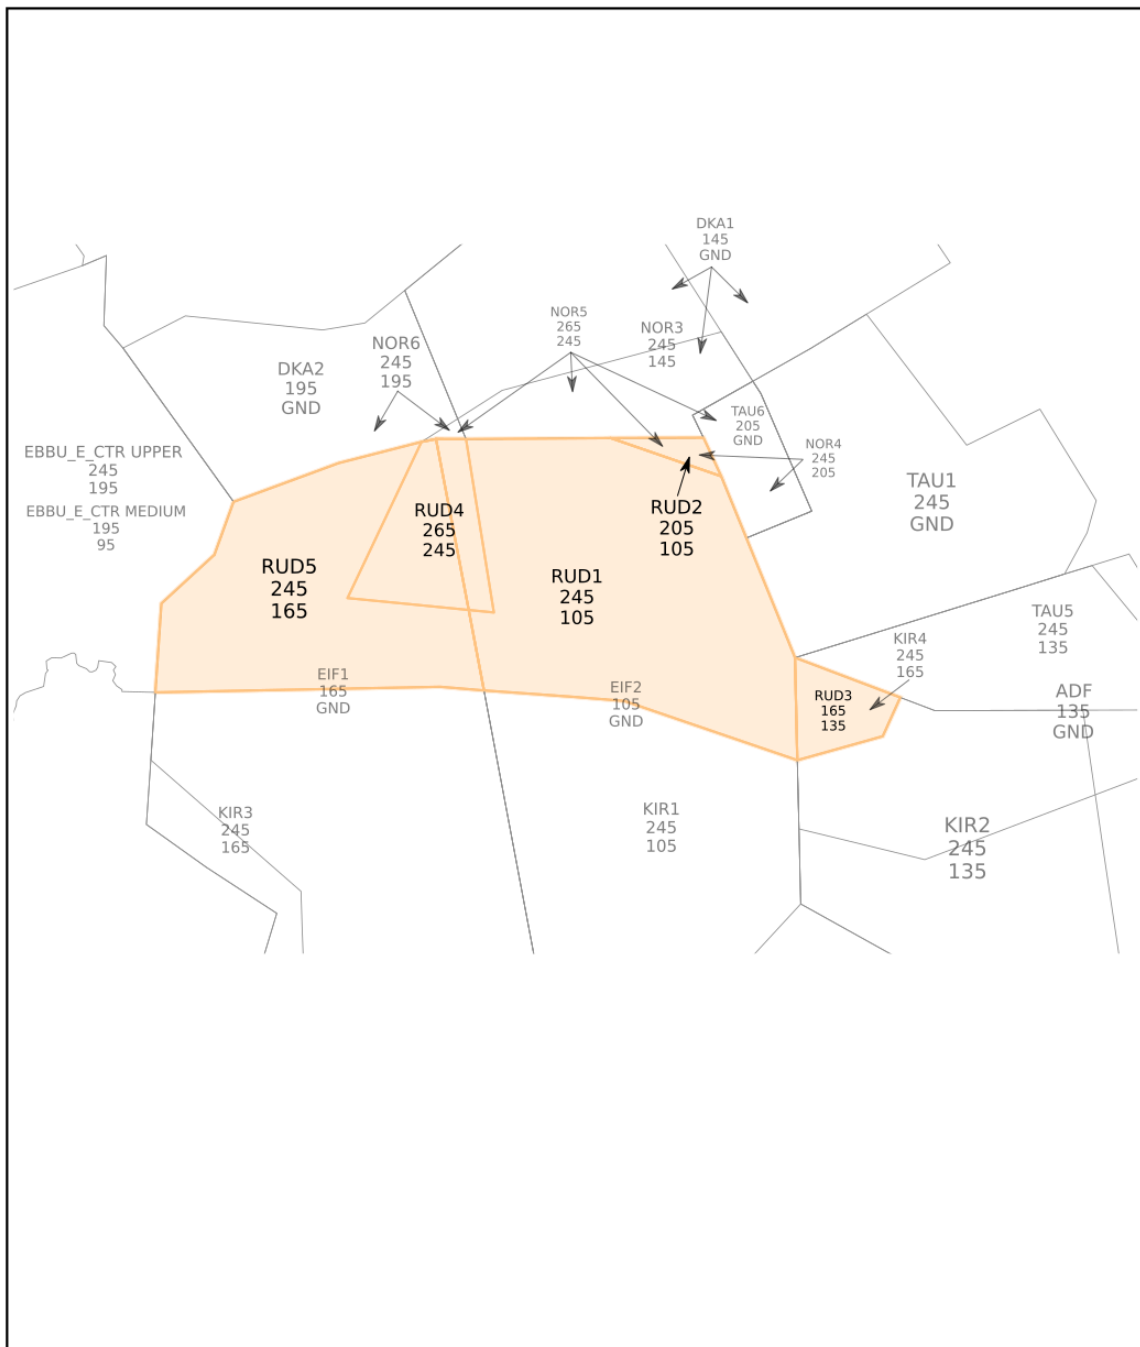 DKA1
145
GND
NOR5
265
245
NOR3
245
145
NOR6
245
195
DKA2
195
GND
TAU6
205
GND
NOR4
245
205
EBBU_E_CTR UPPER
245
195
EBBU_E_CTR MEDIUM
195
95
TAU1
245
GND
RUD4
265
245
RUD2
205
105
RUD5
245
165
RUD1
245
105
TAU5
245
135
KIR4
245
165
EIF1
165
GND
EIF2
105
GND
RUD3
165
135
ADF
135
GND
KIR3
245
165
KIR1
245
105
KIR2
245
135